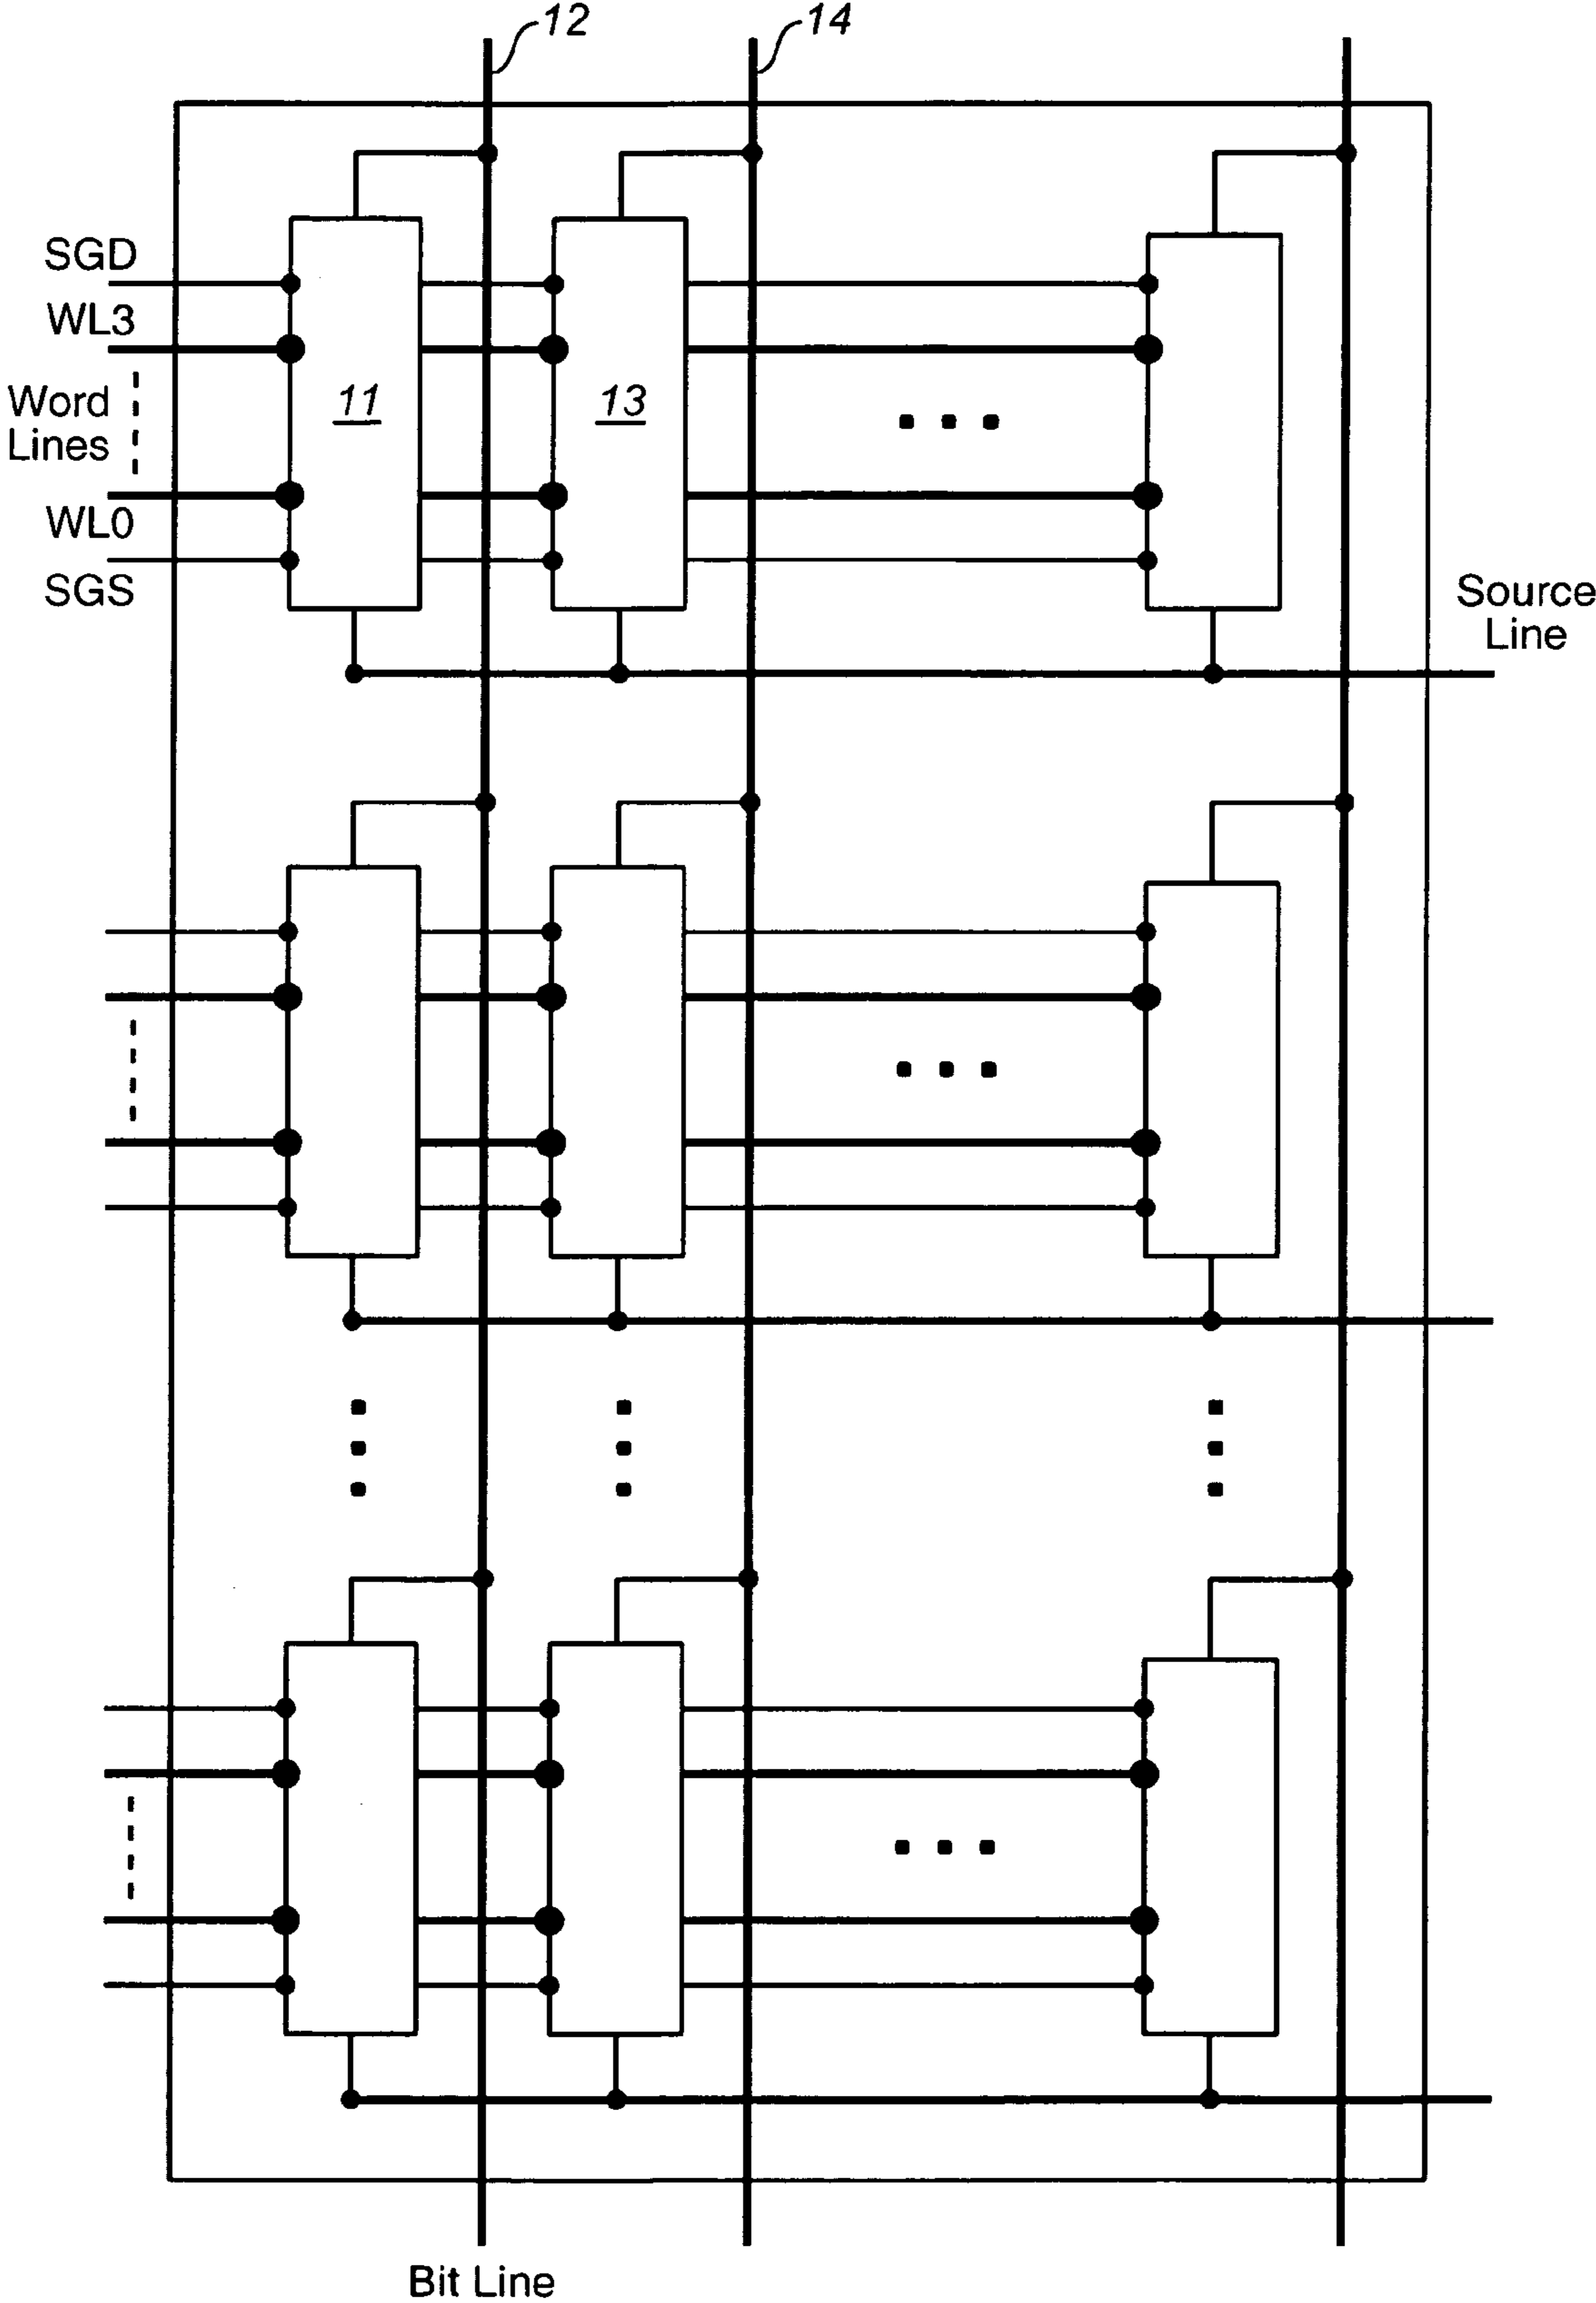 12
14
SGD
WL3
Word
Lines
11
13
WL0
SGS
Source
Line
Bit Line